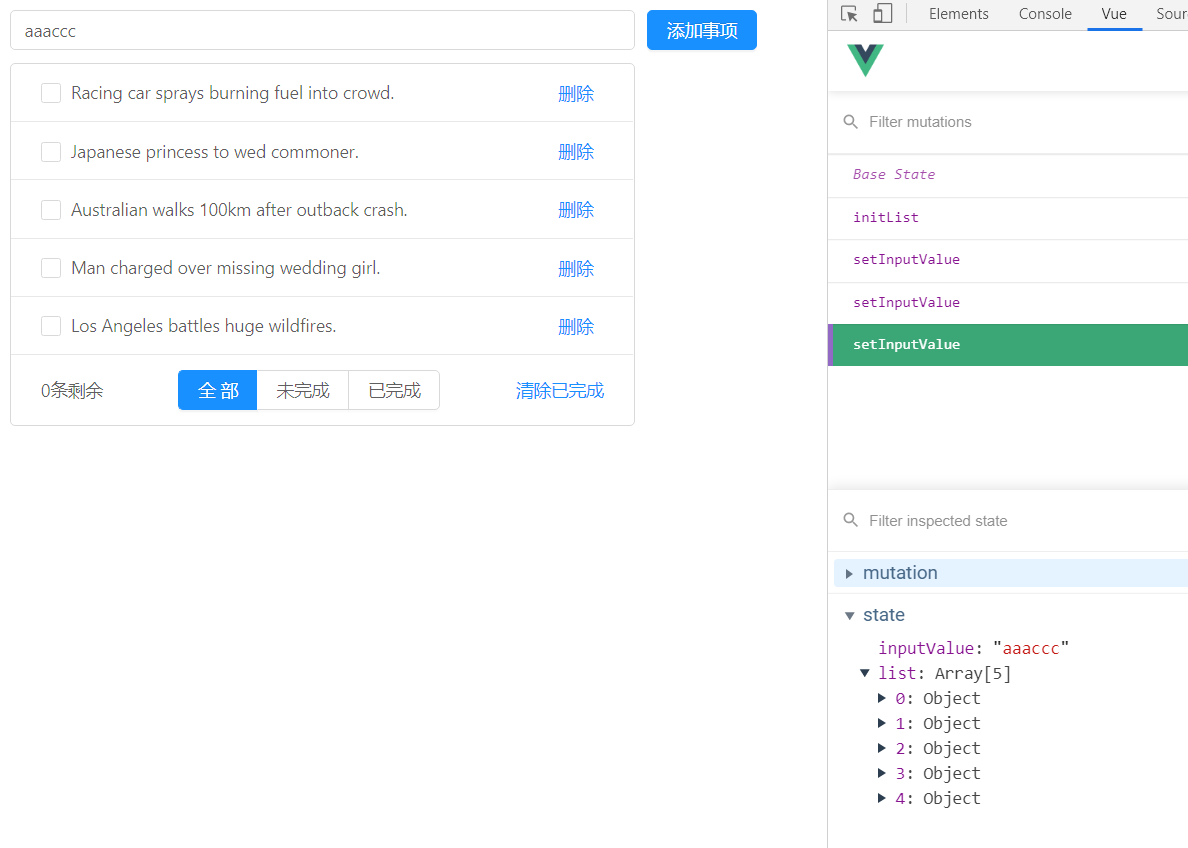 aaaccc
添加事项
Racing car sprays burning fuel into crowd.
删除
Japanese princess to wed commoner.
删除
Australian walks 100km after outback crash.
删除
Man charged over missing wedding girl.
删除
Los Angeles battles huge wildfires.
删除
0条剩余
全 部
未完成
已完成
清除已完成
Elements
Console
Vue
Sour
Filter mutations
Base State
initList
setInputValue
setInputValue
setInputValue
Filter inspected state
mutation
state
inputValue: "aaaccc"
list: Array[5]
0: Object
1: Object
2: Object
3: Object
4: Object